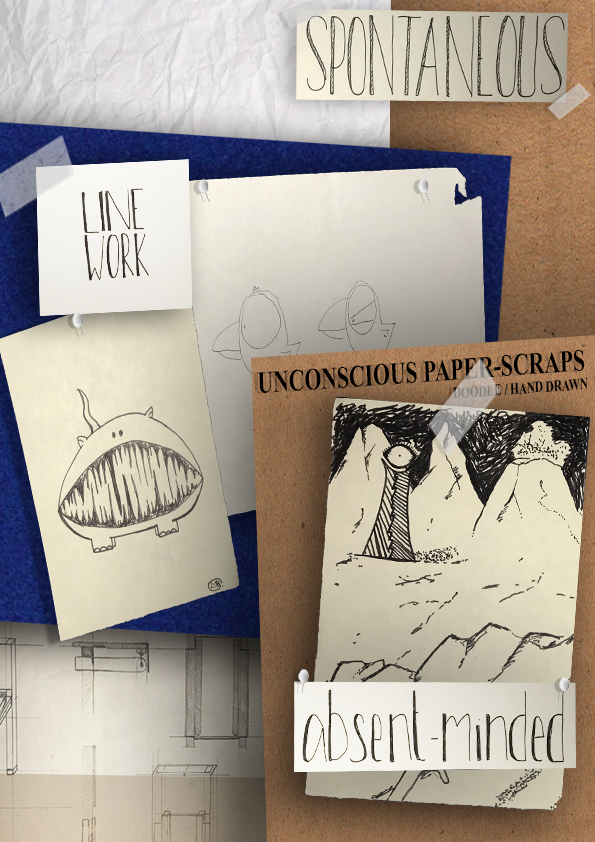 SPONTANEOUS
LINE
WORK
UNCONSCIOUS PAPER-SCRAPS
DOODLE / HAND DRAWN
absent-minded